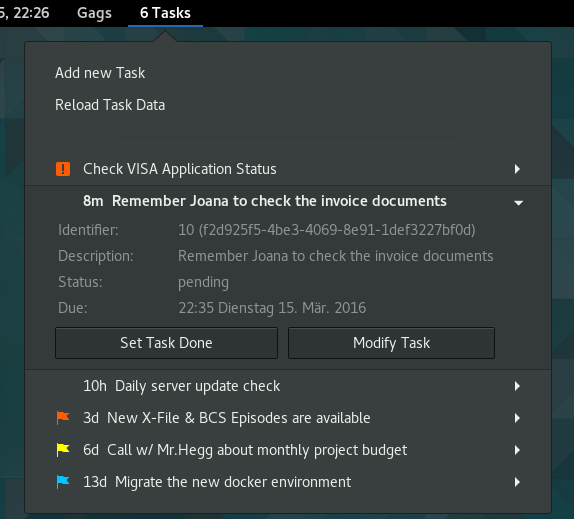 5, 22:26 Gags 6 Tasks
Add new Task
Reload Task Data
Check VISA Application Status
8m Remember Joana to check the invoice documents
Identifier: 10 (f2d925f5-4be3-4069-8e91-1def3227bf0d)
Description: Remember Joana to check the invoice documents
Status: pending
Due: 22:35 Dienstag 15. Mär. 2016
Set Task Done Modify Task
10h Daily server update check
3d New X-File & BCS Episodes are available
6d Call w/ Mr.Hegg about monthly project budget
13d Migrate the new docker environment